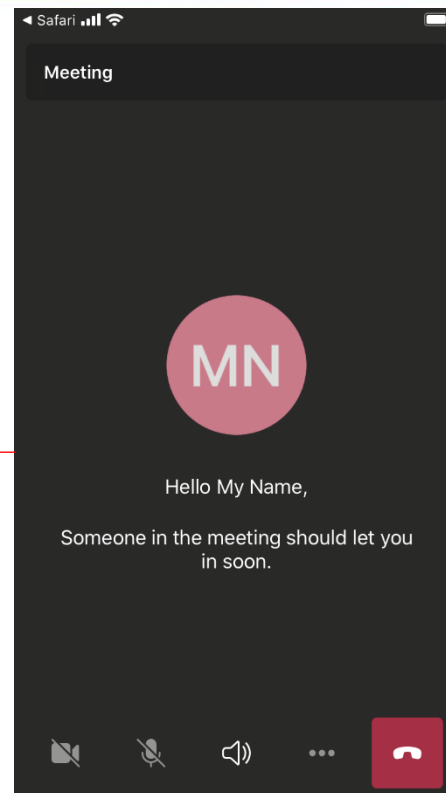 Safari
Meeting
MN
Hello My Name,
Someone in the meeting should let you
in soon.